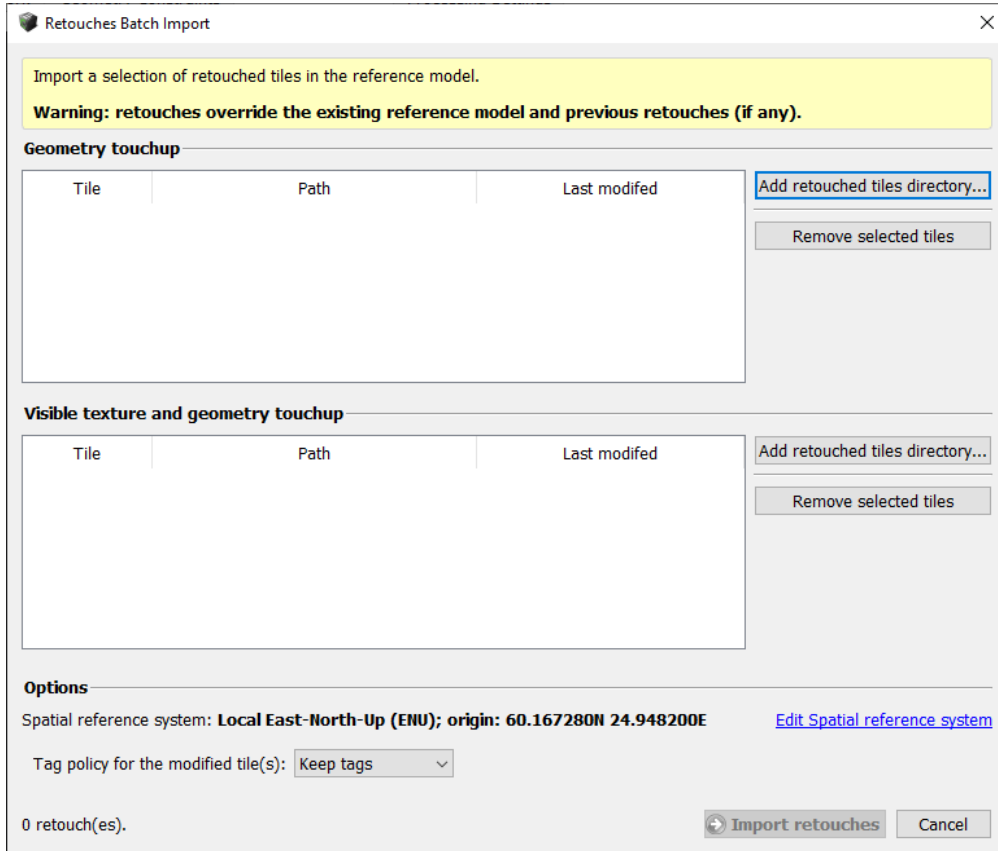 Retouches Batch Import
Import a selection of retouched tiles in the reference model.
Warning: retouches override the existing reference model and previous retouches (if any).
Geometry touchup
Tile Path Last modifed
Add retouched tiles directory...
Remove selected tiles
Visible texture and geometry touchup
Tile Path Last modifed
Add retouched tiles directory...
Remove selected tiles
Options
Spatial reference system: Local East-North-Up (ENU); origin: 60.167280N 24.948200E Edit Spatial reference system
Tag policy for the modified tile(s): Keep tags
0 retouch(es). Import retouches Cancel